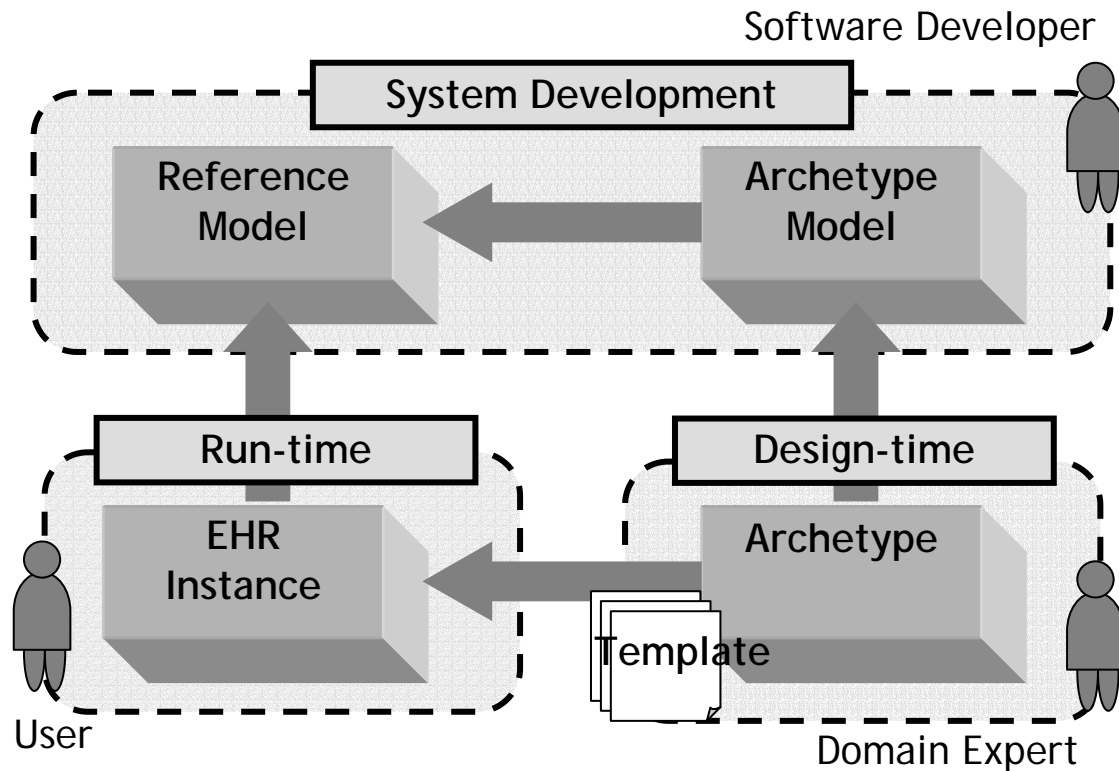 Software Developer
System Development
Reference
Model
Archetype
Model
Run-time
Design-time
EHR
Instance
Archetype
Template
User
Domain Expert